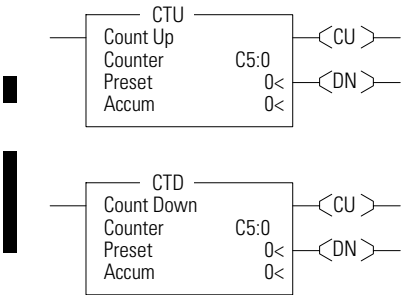 CTU
Count Up
Counter C5:0
Preset 0<
Accum 0<
CU
DN
CTD
Count Down
Counter C5:0
Preset 0<
Accum 0<
CU
DN